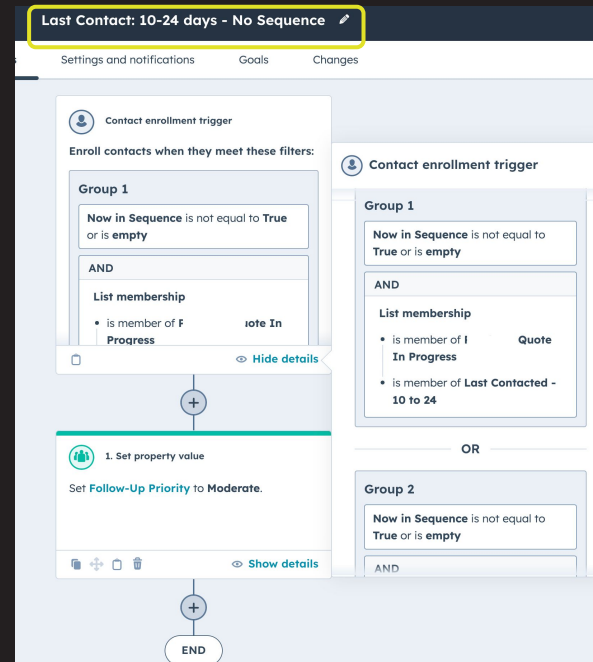 Last Contact: 10-24 days - No Sequence
Settings and notifications Goals Changes
Contact enrollment trigger
Enroll contacts when they meet these filters:
Group 1
Now in Sequence is not equal to True
or is empty
AND
List membership
is member of
In
Progress
Hide details
1. Set property value
Set Follow-Up Priority to Moderate.
Show details
END
Contact enrollment trigger
Group 1
Now in Sequence is not equal to
True or is empty
AND
List membership
is member of Quote
In Progress
is member of Last Contacted -
10 to 24
OR
Group 2
Now in Sequence is not equal to
True or is empty
AND